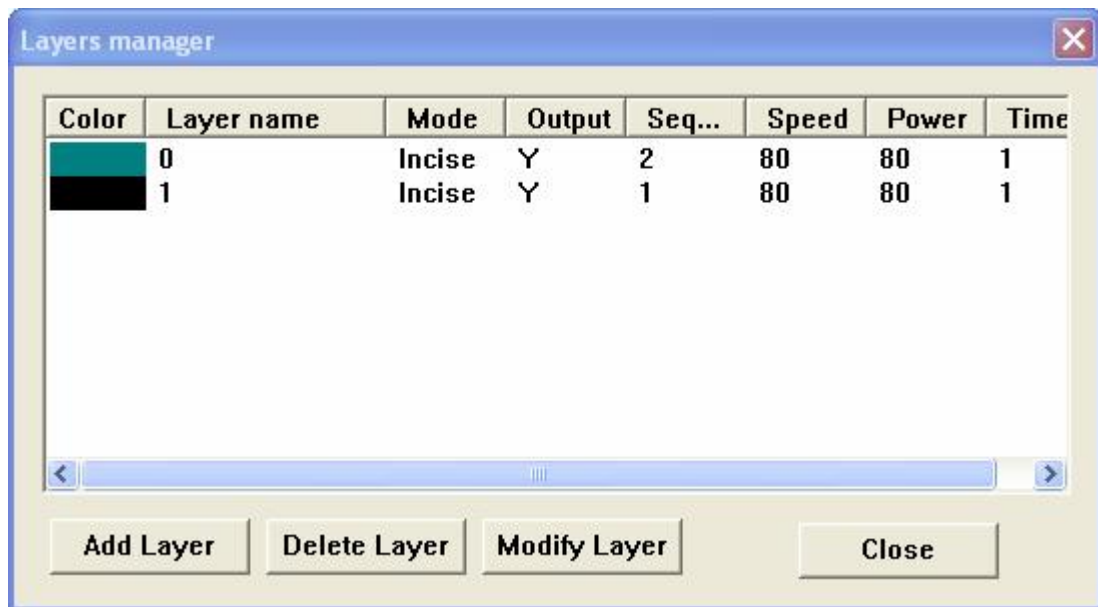 Layers manager
Color Layer name Mode Output Seq... Speed Power Time
0 Incise Y 2 80 80 1
1 Incise Y 1 80 80 1
Add Layer Delete Layer Modify Layer Close